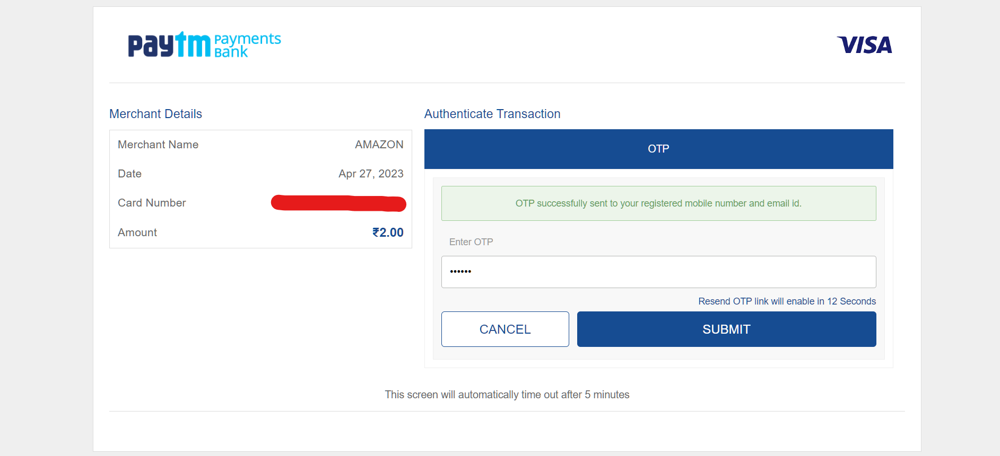 paytm Payments Bank
VISA
Merchant Details
Merchant Name AMAZON
Date Apr 27, 2023
Card Number
Amount ₹2.00
Authenticate Transaction
OTP
OTP successfully sent to your registered mobile number and email id.
Enter OTP
••••••
Resend OTP link will enable in 12 Seconds
CANCEL SUBMIT
This screen will automatically time out after 5 minutes